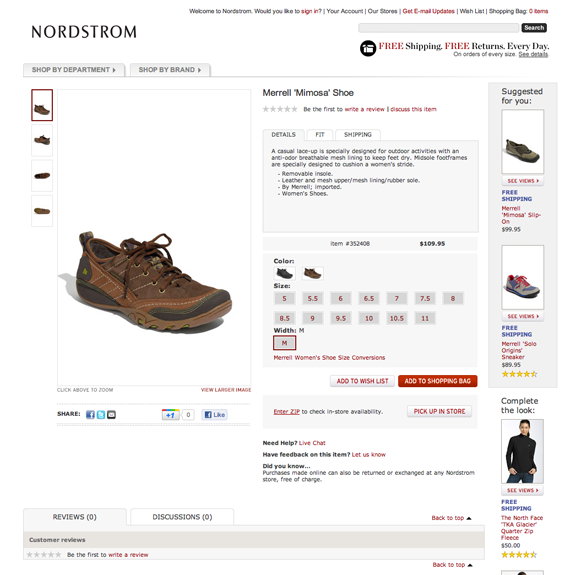 Welcome to Nordstrom. Would you like to sign in? | Your Account | Our Stores | Get E-mail Updates | Wish List | Shopping Bag: 0 items
NORDSTROM
Search
FREE Shipping. FREE Returns. Every Day.
On orders of every size. See details.
SHOP BY DEPARTMENT
SHOP BY BRAND
Merrell 'Mimosa' Shoe
Be the first to write a review | discuss this item
DETAILS
FIT
SHIPPING
A casual lace-up is specially designed for outdoor activities with an
anti-odor breathable mesh lining to keep feet dry. Midsole footframes
are specially designed to cushion a women's stride.
- Removable insole.
- Leather and mesh upper/mesh lining/rubber sole.
- By Merrell; imported.
- Women's Shoes.
Item #352408
$109.95
Color:
Size:
5 5.5 6 6.5 7 7.5 8
8.5 9 9.5 10 10.5 11
Width: M
M
Merrell Women's Shoe Size Conversions
ADD TO WISH LIST
ADD TO SHOPPING BAG
Enter ZIP to check in-store availability.
PICK UP IN STORE
CLICK ABOVE TO ZOOM
VIEW LARGER IMAGE
SHARE:
+1
0
Like
Need Help? Live Chat
Have feedback on this item? Let us know
Did you know...
Purchases made online can also be returned or exchanged at any Nordstrom
store, free of charge.
Suggested
for you:
SEE VIEWS
FREE
SHIPPING
Merrell
'Mimosa' Slip-
On
$99.95
SEE VIEWS
FREE
SHIPPING
Merrell 'Solo
Origins'
Sneaker
$89.95
Complete
the look:
SEE VIEWS
FREE
SHIPPING
The North Face
'TKA Glacier'
Quarter Zip
Fleece
$50.00
REVIEWS (0)
DISCUSSIONS (0)
Back to top
Customer reviews
Be the first to write a review
Back to top